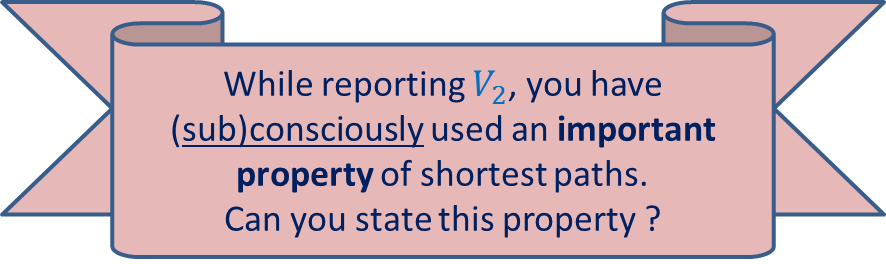 While reporting V₂, you have
(sub)consciously used an important
property of shortest paths.
Can you state this property ?